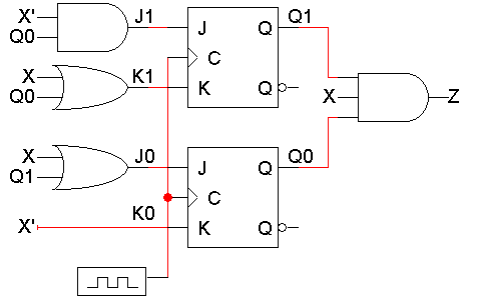 X' J1 Q1
Q0 J Q
C
X K1
Q0 K Q
X Z
X J0 Q0
Q1 J Q
C
K0
X' K Q